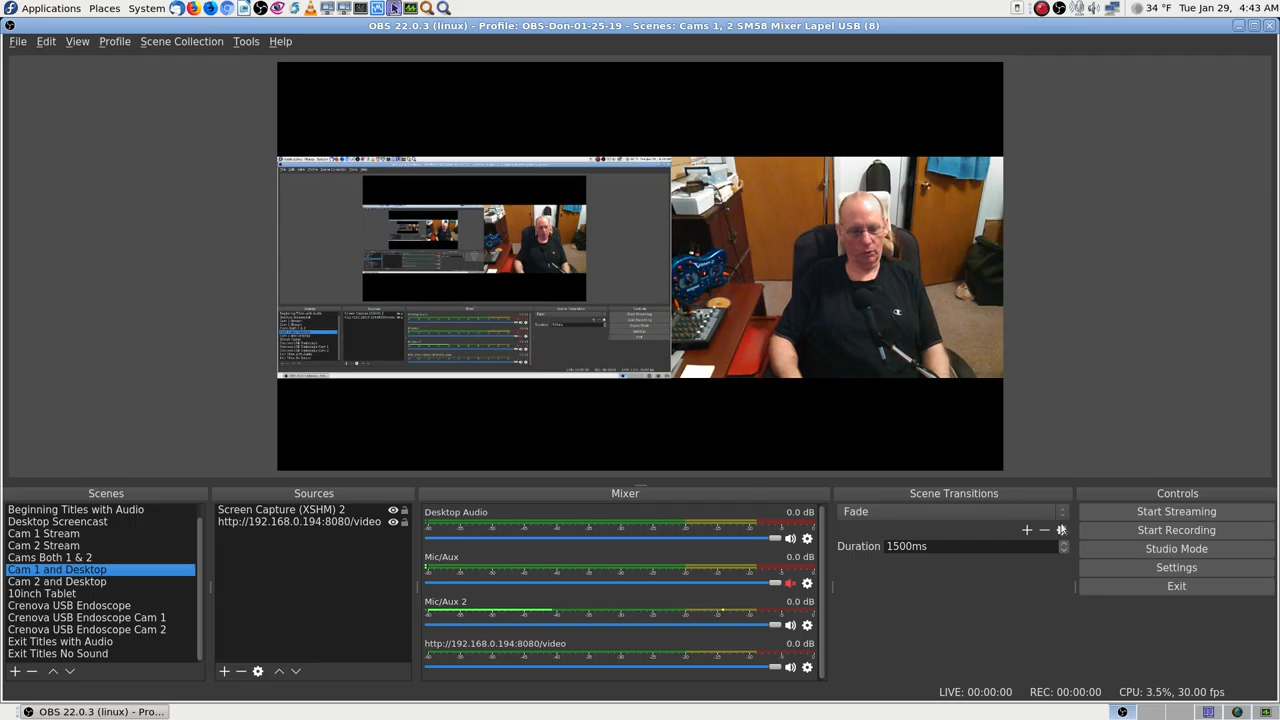 Applications Places System 34 °F Tue Jan 29, 4:43 AM
OBS 22.0.3 (linux) - Profile: OBS-Don-01-25-19 - Scenes: Cams 1, 2 SM58 Mixer Lapel USB (8)
File Edit View Profile Scene Collection Tools Help
Scenes
Beginning Titles with Audio
Desktop Screencast
Cam 1 Stream
Cam 2 Stream
Cams Both 1 & 2
Cam 1 and Desktop
Cam 2 and Desktop
10inch Tablet
Crenova USB Endoscope
Crenova USB Endoscope Cam 1
Crenova USB Endoscope Cam 2
Exit Titles with Audio
Exit Titles No Sound
Sources
Screen Capture (XSHM) 2
http://192.168.0.194:8080/video
Mixer
Desktop Audio 0.0 dB
Mic/Aux 0.0 dB
Mic/Aux 2 0.0 dB
http://192.168.0.194:8080/video 0.0 dB
Scene Transitions
Fade
Duration 1500ms
Controls
Start Streaming
Start Recording
Studio Mode
Settings
Exit
LIVE: 00:00:00 REC: 00:00:00 CPU: 3.5%, 30.00 fps
OBS 22.0.3 (linux) - Pro...